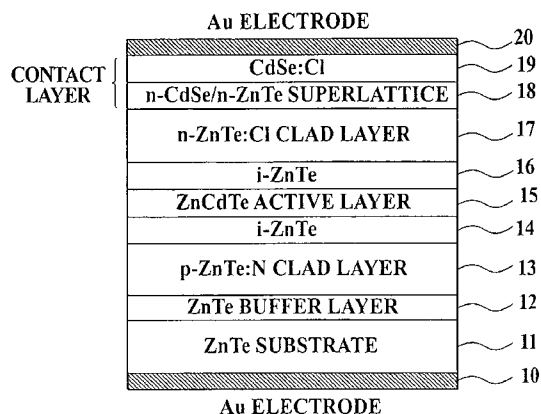 Au ELECTRODE
20
CONTACT
LAYER
CdSe:Cl
19
n-CdSe/n-ZnTe SUPERLATTICE
18
n-ZnTe:Cl CLAD LAYER
17
i-ZnTe
16
ZnCdTe ACTIVE LAYER
15
i-ZnTe
14
p-ZnTe:N CLAD LAYER
13
ZnTe BUFFER LAYER
12
ZnTe SUBSTRATE
11
10
Au ELECTRODE